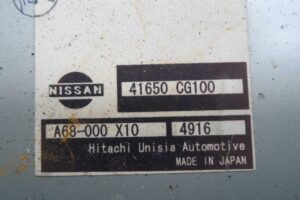 NISSAN
41650 CG100
A68-000 X10 4916
Hitachi Unisia Automotive
MADE IN JAPAN